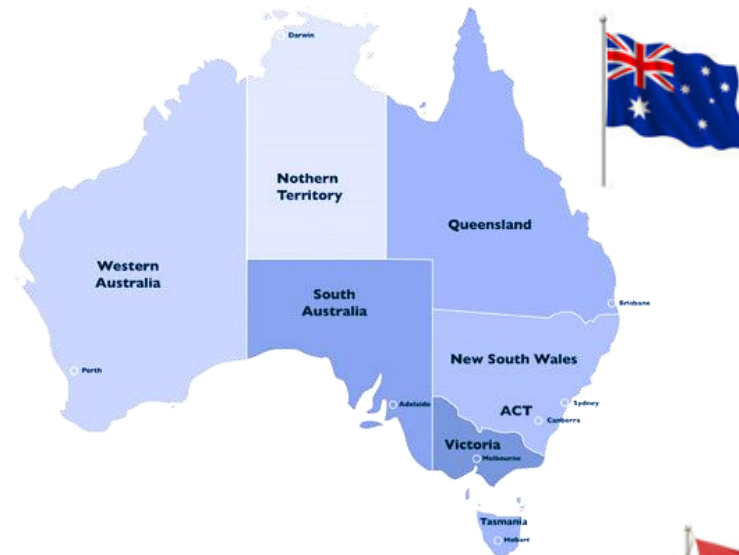 Darwin
Nothern
Territory
Queensland
Western
Australia
South
Australia
Brisbane
New South Wales
Perth
Adelaide
ACT
Sydney
Canberra
Victoria
Melbourne
Tasmania
Hobart